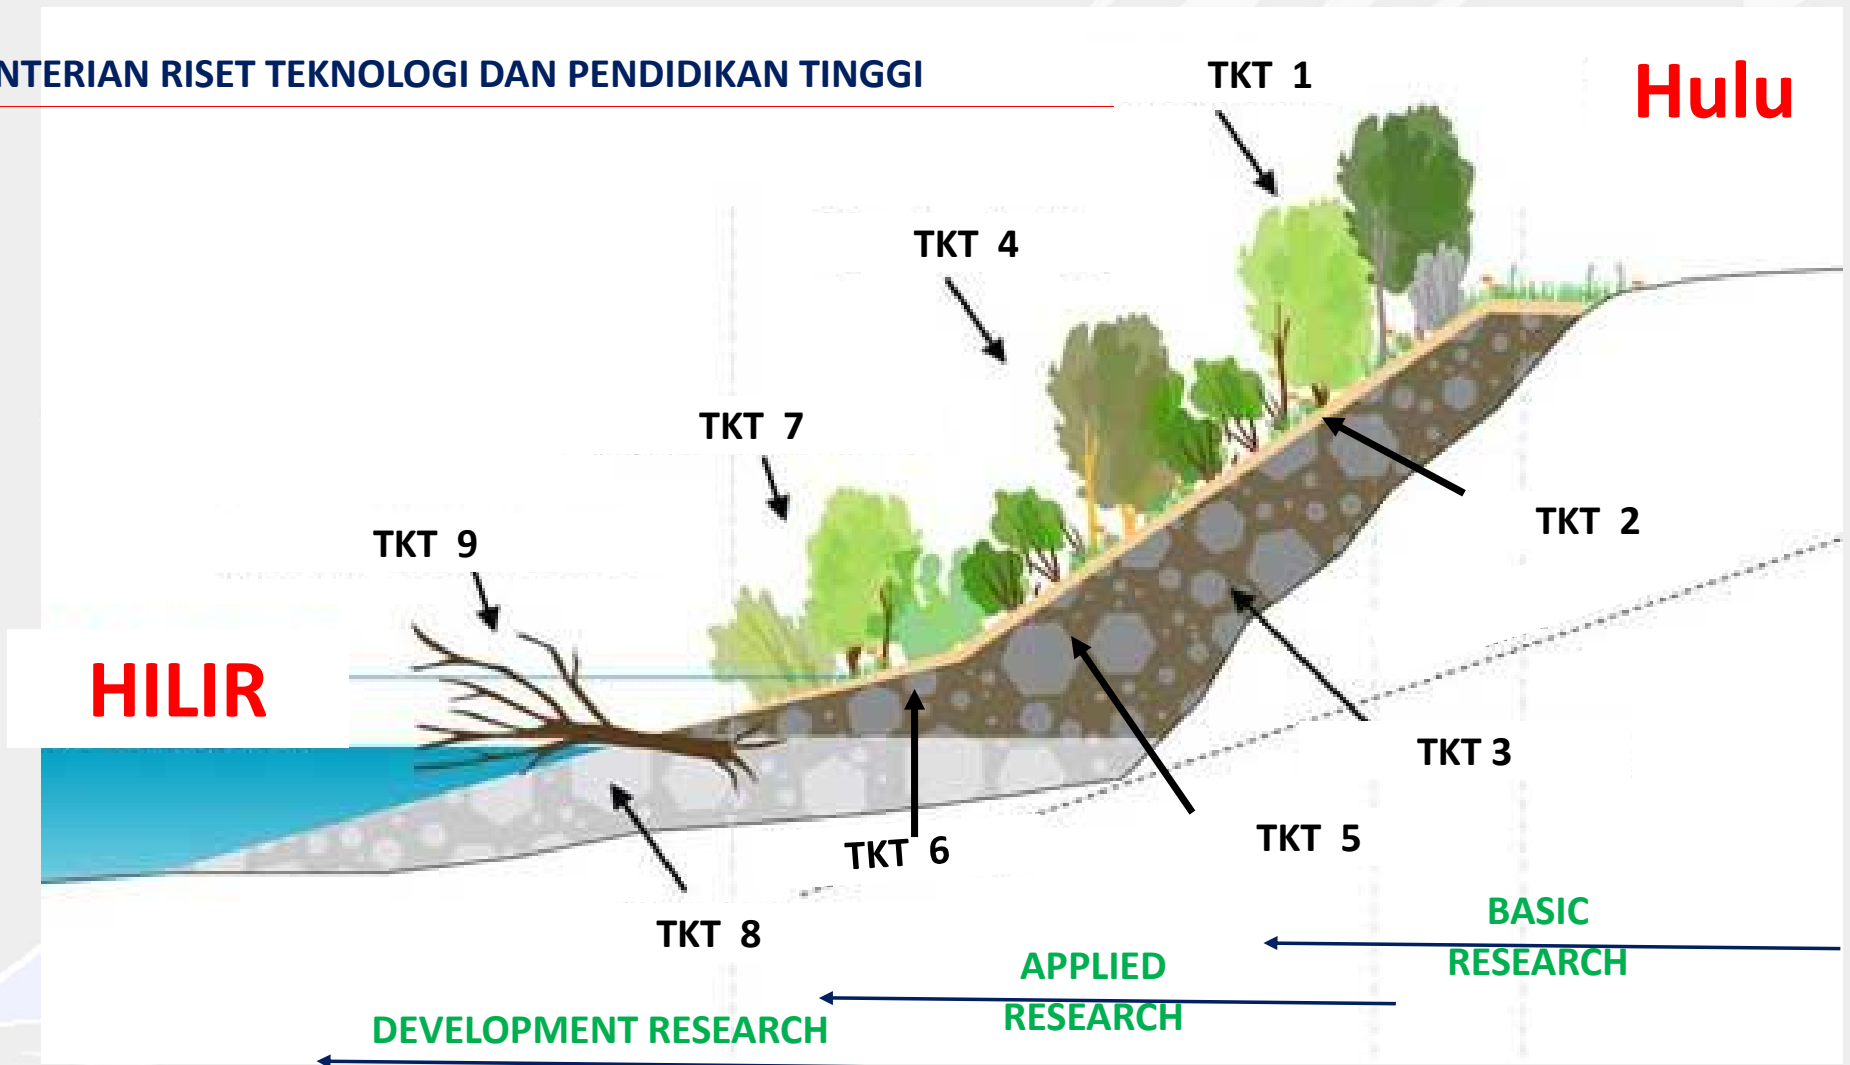 NTERIAN RISET TEKNOLOGI DAN PENDIDIKAN TINGGI
TKT 1
Hulu
TKT 4
TKT 7
TKT 2
TKT 9
HILIR
TKT 3
TKT 5
TKT 6
TKT 8
BASIC
RESEARCH
APPLIED
RESEARCH
DEVELOPMENT RESEARCH